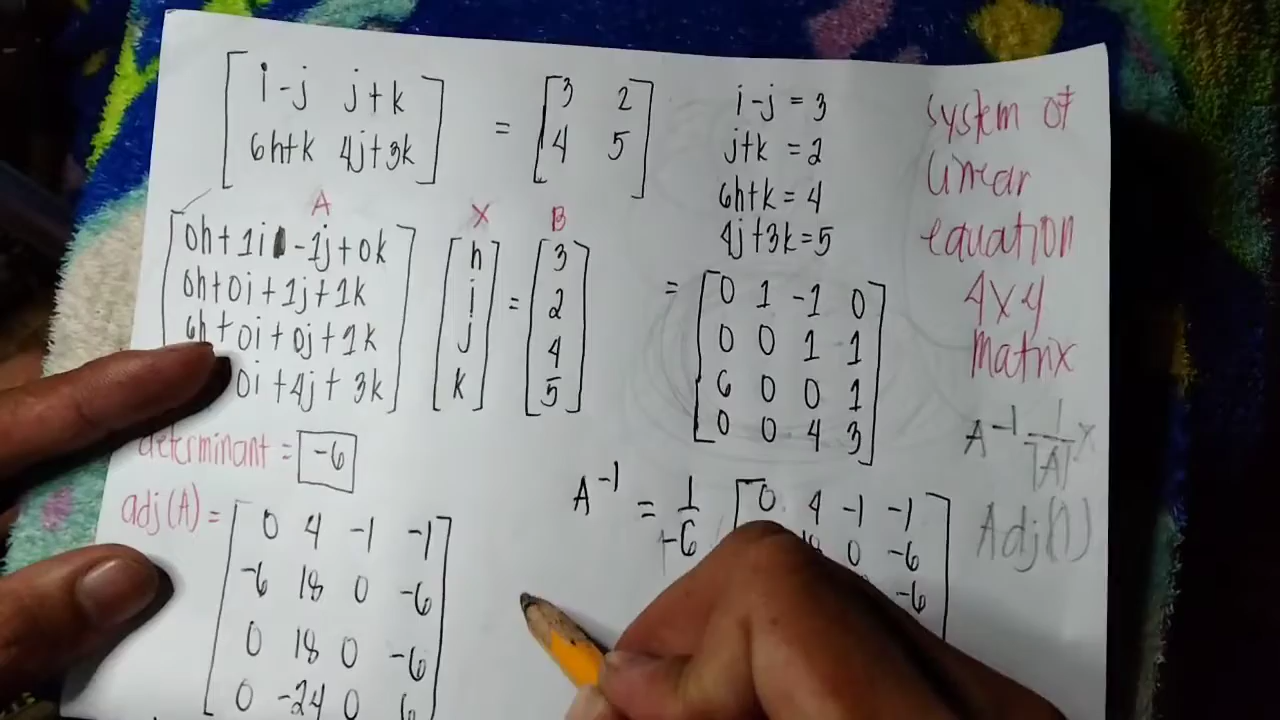 i-j j+k
6h+k 4j+3k
= 3 2
4 5
i-j = 3
j+k = 2
6h+k = 4
4j+3k=5
system of
linear
equation
4x4
matrix
A X B
0h+1i -1j+0k
0h+0i+1j+1k
6h+0i+0j+1k
0i+4j+3k
h
i
j
k
=
3
2
4
5
= 0 1 -1 0
0 0 1 1
6 0 0 1
0 0 4 3
determinant = -6
A-1 1/|A| x
Adj(A)
adj(A) = 0 4 -1 -1
-6 18 0 -6
0 18 0 -6
0 -24 0 6
A-1 = 1/-6 0 4 -1 -1
18 0 -6
-6